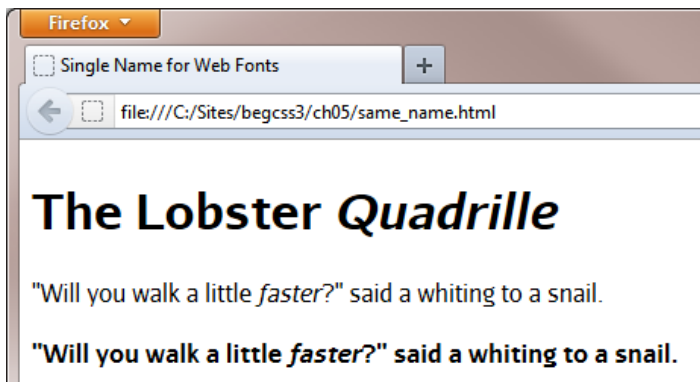 Firefox
Single Name for Web Fonts
file:///C:/Sites/begcss3/ch05/same_name.html
The Lobster Quadrille
"Will you walk a little faster?" said a whiting to a snail.
"Will you walk a little faster?" said a whiting to a snail.